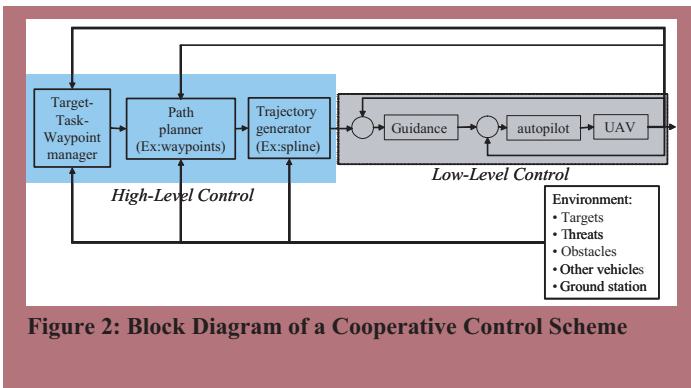 Target-
Task-
Waypoint
manager
Path
planner
(Ex:waypoints)
Trajectory
generator
(Ex:spline)
Guidance
autopilot
UAV
High-Level Control
Low-Level Control
Environment:
• Targets
• Threats
• Obstacles
• Other vehicles
• Ground station
Figure 2: Block Diagram of a Cooperative Control Scheme